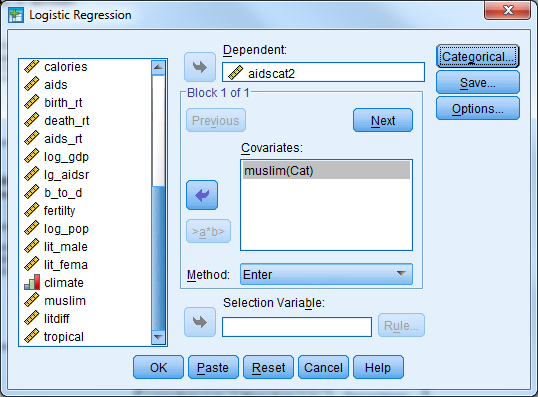 Logistic Regression
calories
aids
birth_rt
death_rt
aids_rt
log_gdp
lg_aidsr
b_to_d
fertilty
log_pop
lit_male
lit_fema
climate
muslim
litdiff
tropical
Dependent:
aidscat2
Block 1 of 1
Previous
Next
Covariates:
muslim(Cat)
>a*b>
Method:
Enter
Selection Variable:
Rule...
Categorical...
Save...
Options...
OK
Paste
Reset
Cancel
Help